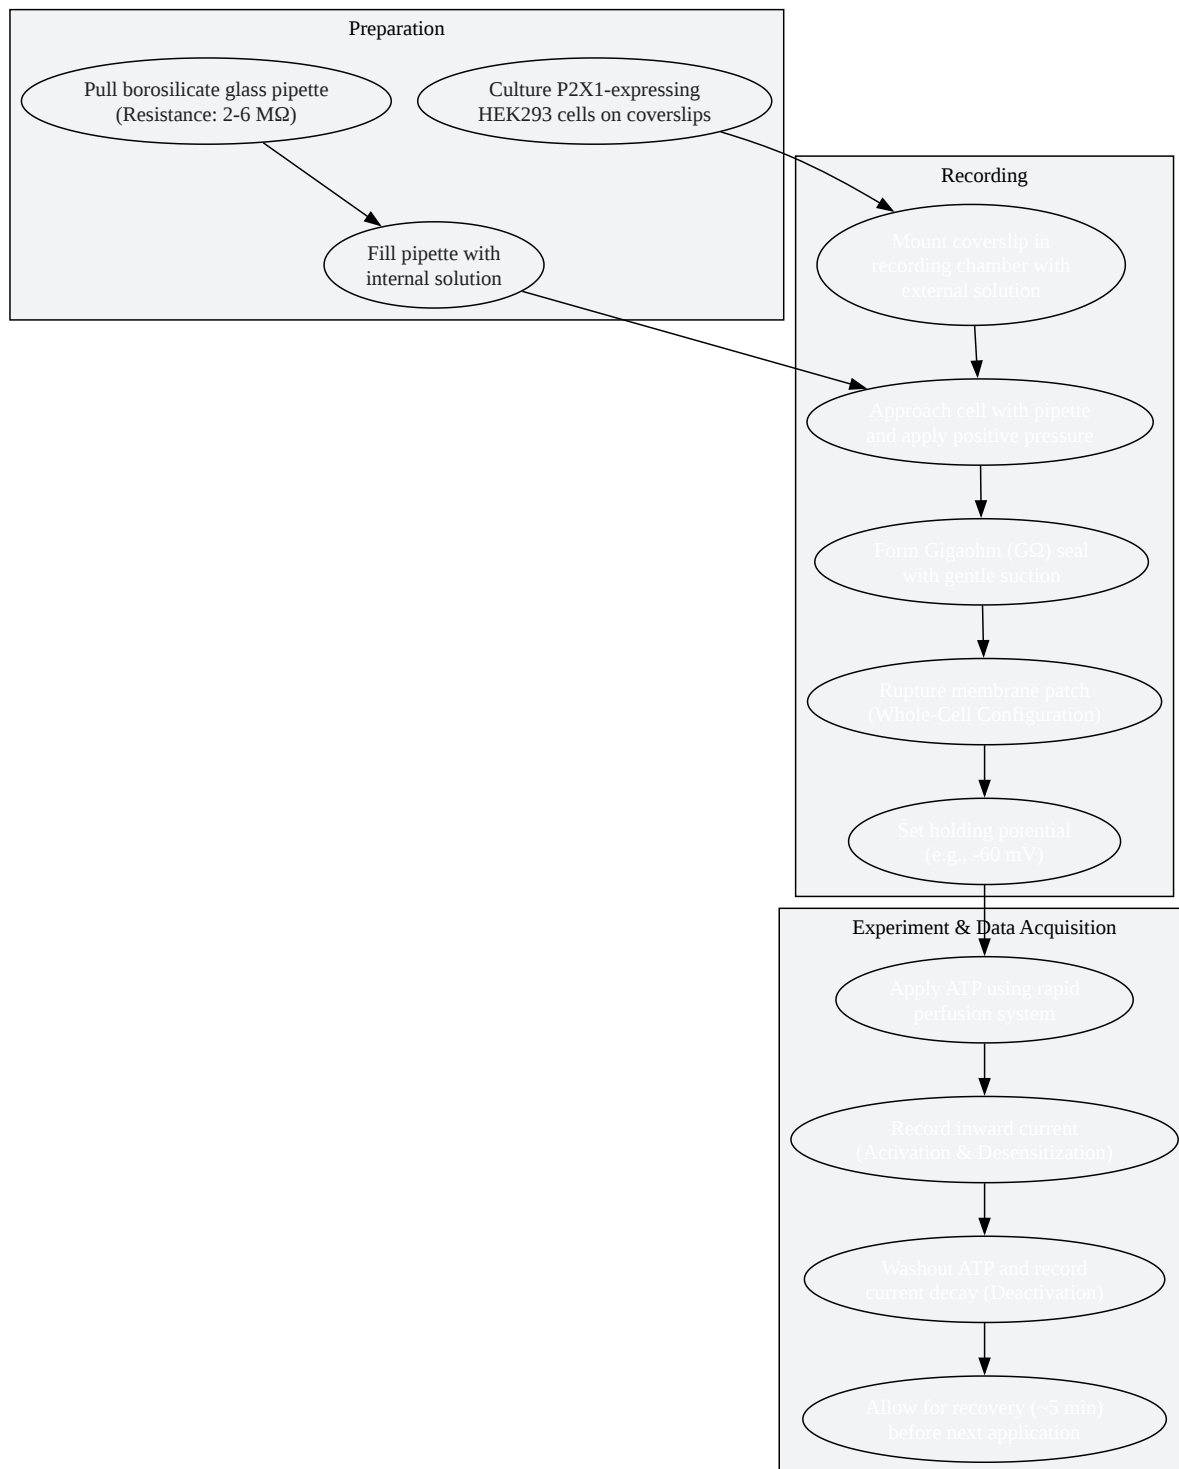 Preparation
Pull borosilicate glass pipette
(Resistance: 2-6 MΩ)
Culture P2X1-expressing
HEK293 cells on coverslips
Fill pipette with
internal solution
Recording
Mount coverslip in
recording chamber with
external solution
Approach cell with pipette
and apply positive pressure
Form Gigaohm (GΩ) seal
with gentle suction
Rupture membrane patch
(Whole-Cell Configuration)
Set holding potential
(e.g., -60 mV)
Experiment & Data Acquisition
Apply ATP using rapid
perfusion system
Record inward current
(Activation & Desensitization)
Washout ATP and record
current decay (Deactivation)
Allow for recovery (~5 min)
before next application